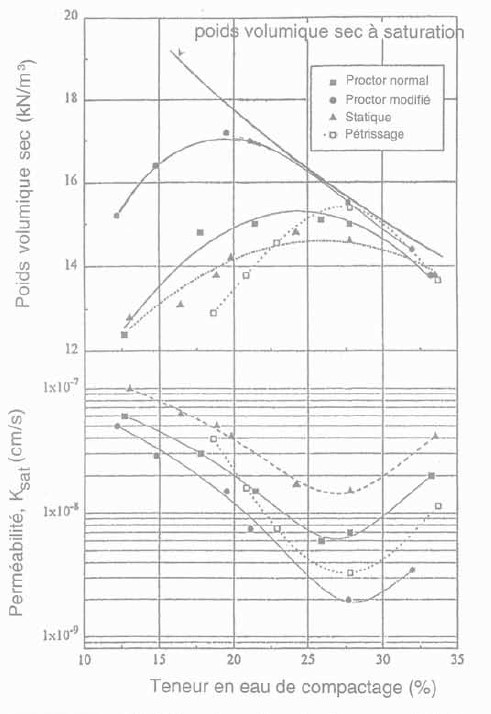 20
poids volumique sec à saturation
Proctor normal
Proctor modifié
Statique
Pétrissage
18
16
14
12
Poids volumique sec (kN/m³)
1x10⁻⁷
1x10⁻⁸
1x10⁻⁹
Perméabilité, Ksat (cm/s)
10 15 20 25 30 35
Teneur en eau de compactage (%)